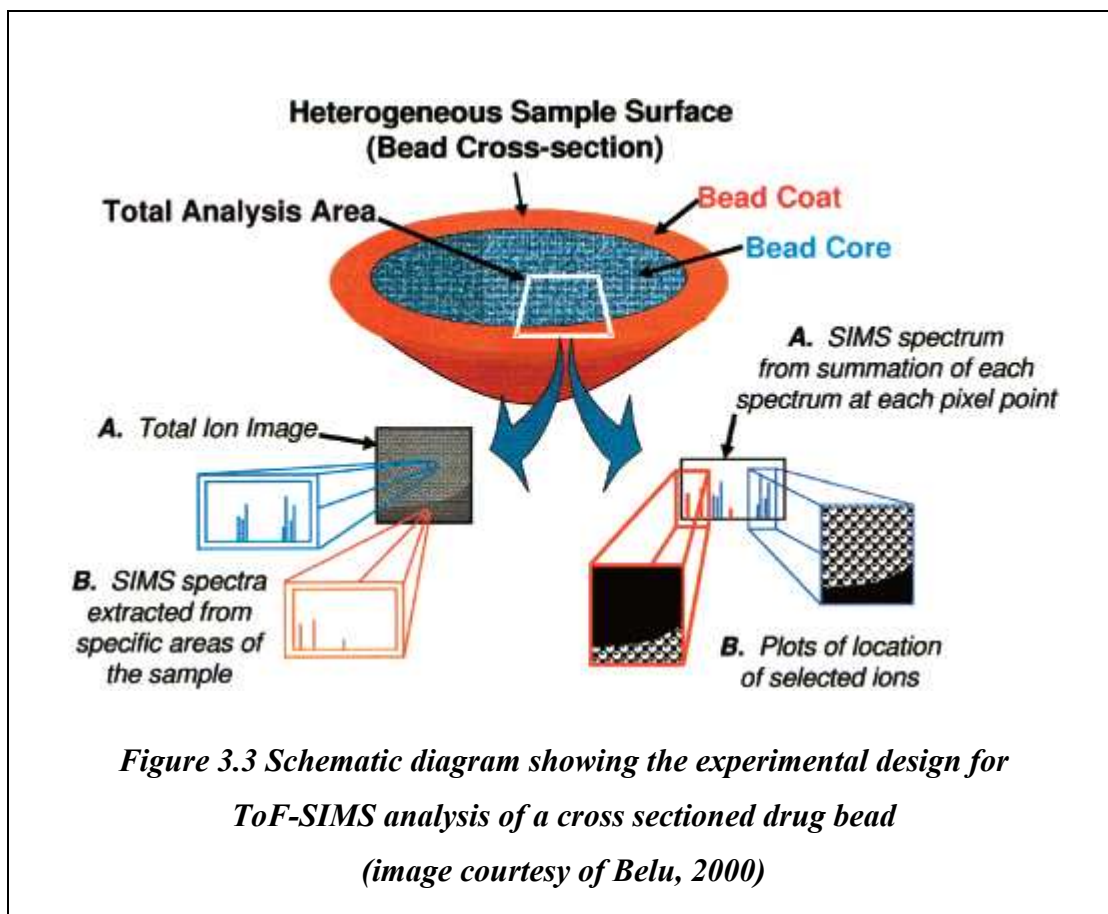 Heterogeneous Sample Surface
(Bead Cross-section)
Total Analysis Area
Bead Coat
Bead Core
A. SIMS spectrum
from summation of each
spectrum at each pixel point
A. Total Ion Image
B. SIMS spectra
extracted from
specific areas of
the sample
B. Plots of location
of selected ions
Figure 3.3 Schematic diagram showing the experimental design for
ToF-SIMS analysis of a cross sectioned drug bead
(image courtesy of Belu, 2000)